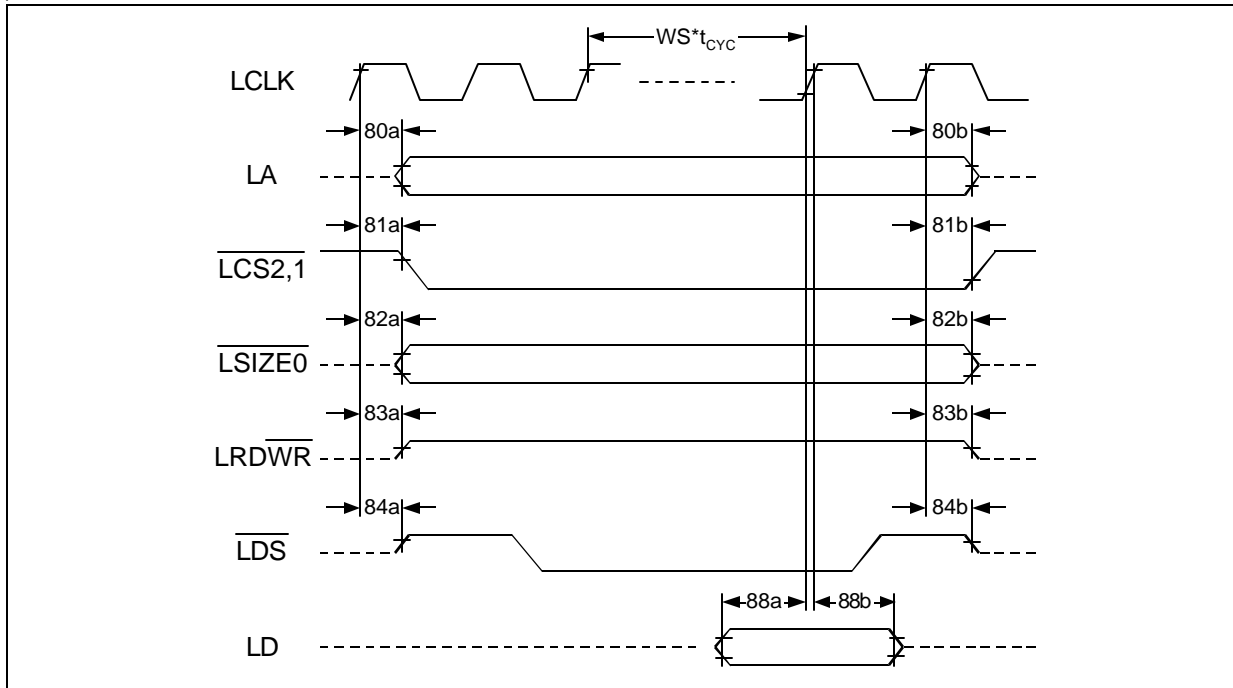 WS*tCYC
LCLK
80a 80b
LA
81a 81b
LCS2,1
82a 82b
LSIZE0
83a 83b
LRDWR
84a 84b
LDS
88a 88b
LD